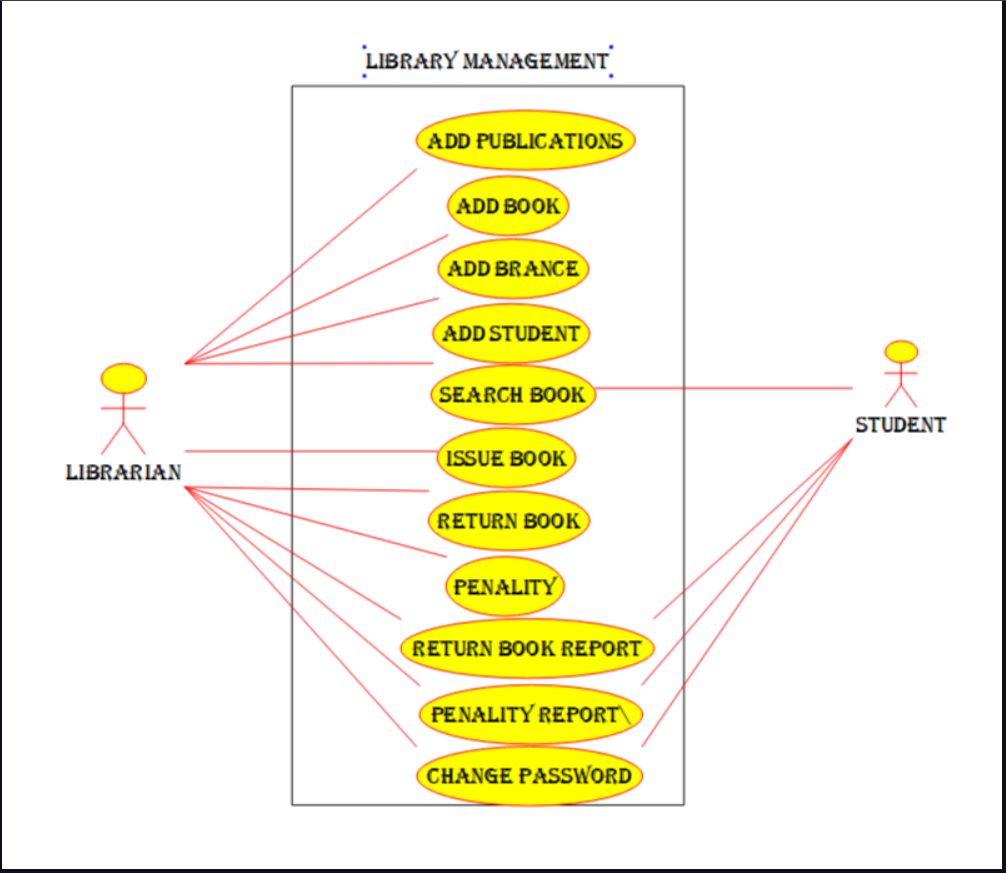 LIBRARY MANAGEMENT
ADD PUBLICATIONS
ADD BOOK
ADD BRANCE
ADD STUDENT
SEARCH BOOK
ISSUE BOOK
RETURN BOOK
PENALITY
RETURN BOOK REPORT
PENALITY REPORT\
CHANGE PASSWORD
LIBRARIAN
STUDENT